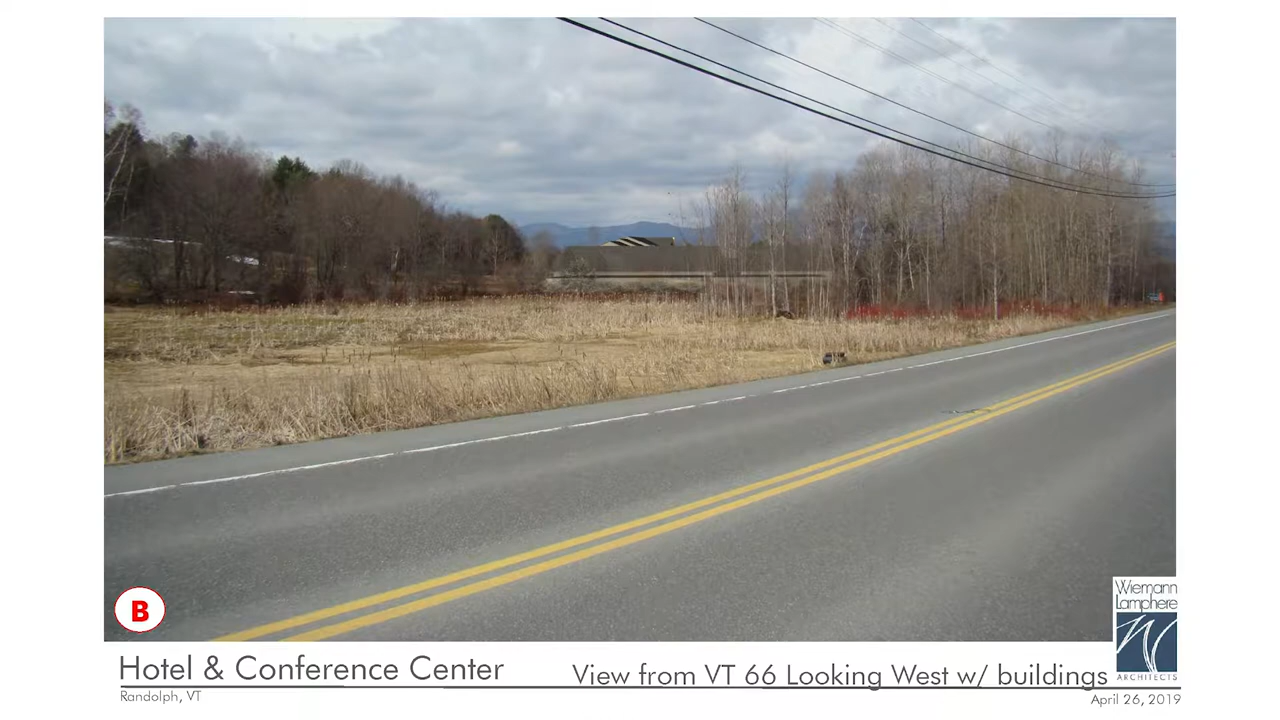 B
Wiemann
Lamphere
ARCHITECTS
Hotel & Conference Center
View from VT 66 Looking West w/ buildings
Randolph, VT
April 26, 2019